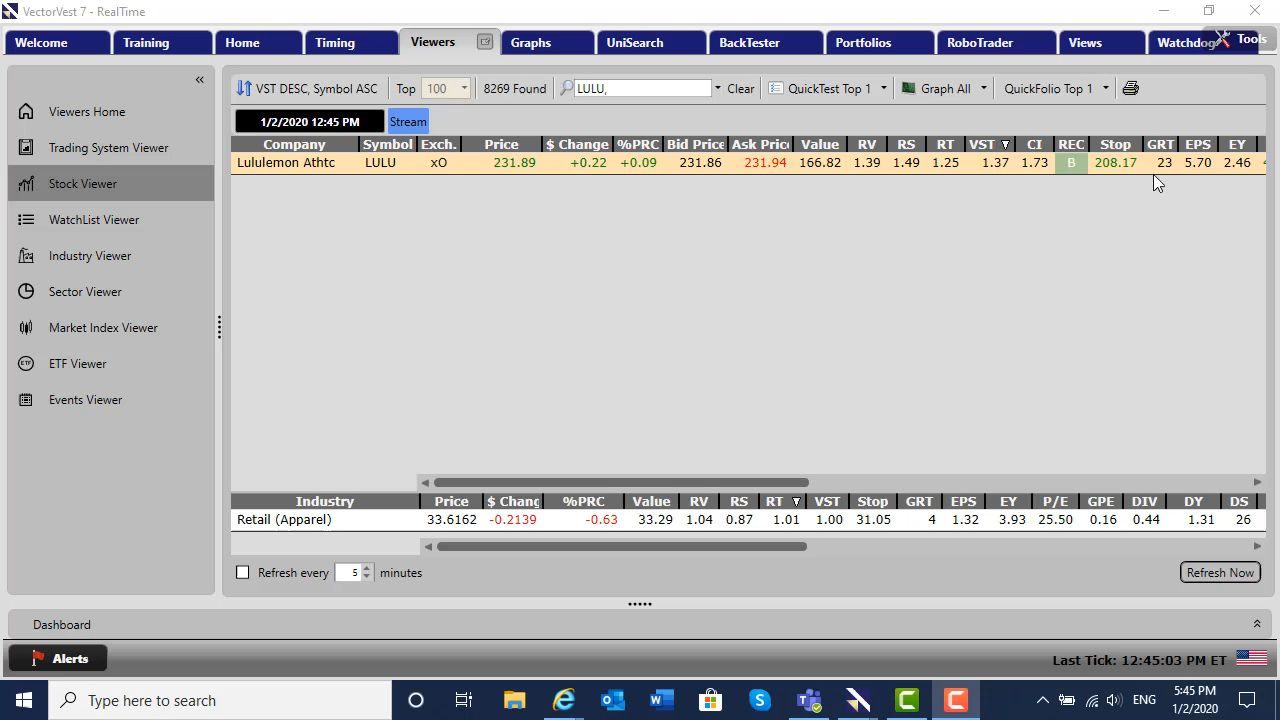 VectorVest 7 - RealTime
Welcome Training Home Timing Viewers Graphs UniSearch BackTester Portfolios RoboTrader Views Watchdog Tools
VST DESC, Symbol ASC Top 100 8269 Found LULU, Clear QuickTest Top 1 Graph All QuickFolio Top 1
Viewers Home
1/2/2020 12:45 PM Stream
Company Symbol Exch. Price $ Change %PRC Bid Price Ask Pric Value RV RS RT VST CI REC Stop GRT EPS EY
Trading System Viewer
Lululemon Athtc LULU xO 231.89 +0.22 +0.09 231.86 231.94 166.82 1.39 1.49 1.25 1.37 1.73 B 208.17 23 5.70 2.46
Stock Viewer
WatchList Viewer
Industry Viewer
Sector Viewer
Market Index Viewer
ETF ETF Viewer
Events Viewer
Industry Price $ Chang %PRC Value RV RS RT VST Stop GRT EPS EY P/E GPE DIV DY DS
Retail (Apparel) 33.6162 -0.2139 -0.63 33.29 1.04 0.87 1.01 1.00 31.05 4 1.32 3.93 25.50 0.16 0.44 1.31 26
Refresh every 5 minutes Refresh Now
Dashboard
Alerts Last Tick: 12:45:03 PM ET
Type here to search ENG 5:45 PM
1/2/2020